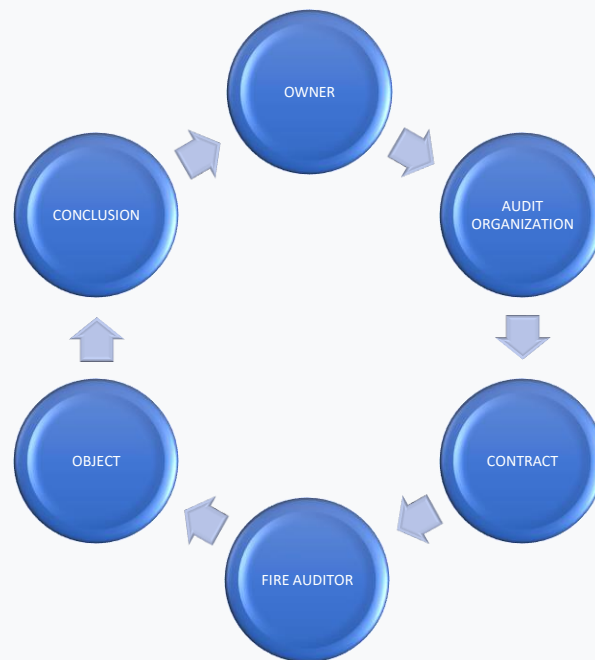 OWNER
AUDIT
ORGANIZATION
CONTRACT
FIRE AUDITOR
OBJECT
CONCLUSION